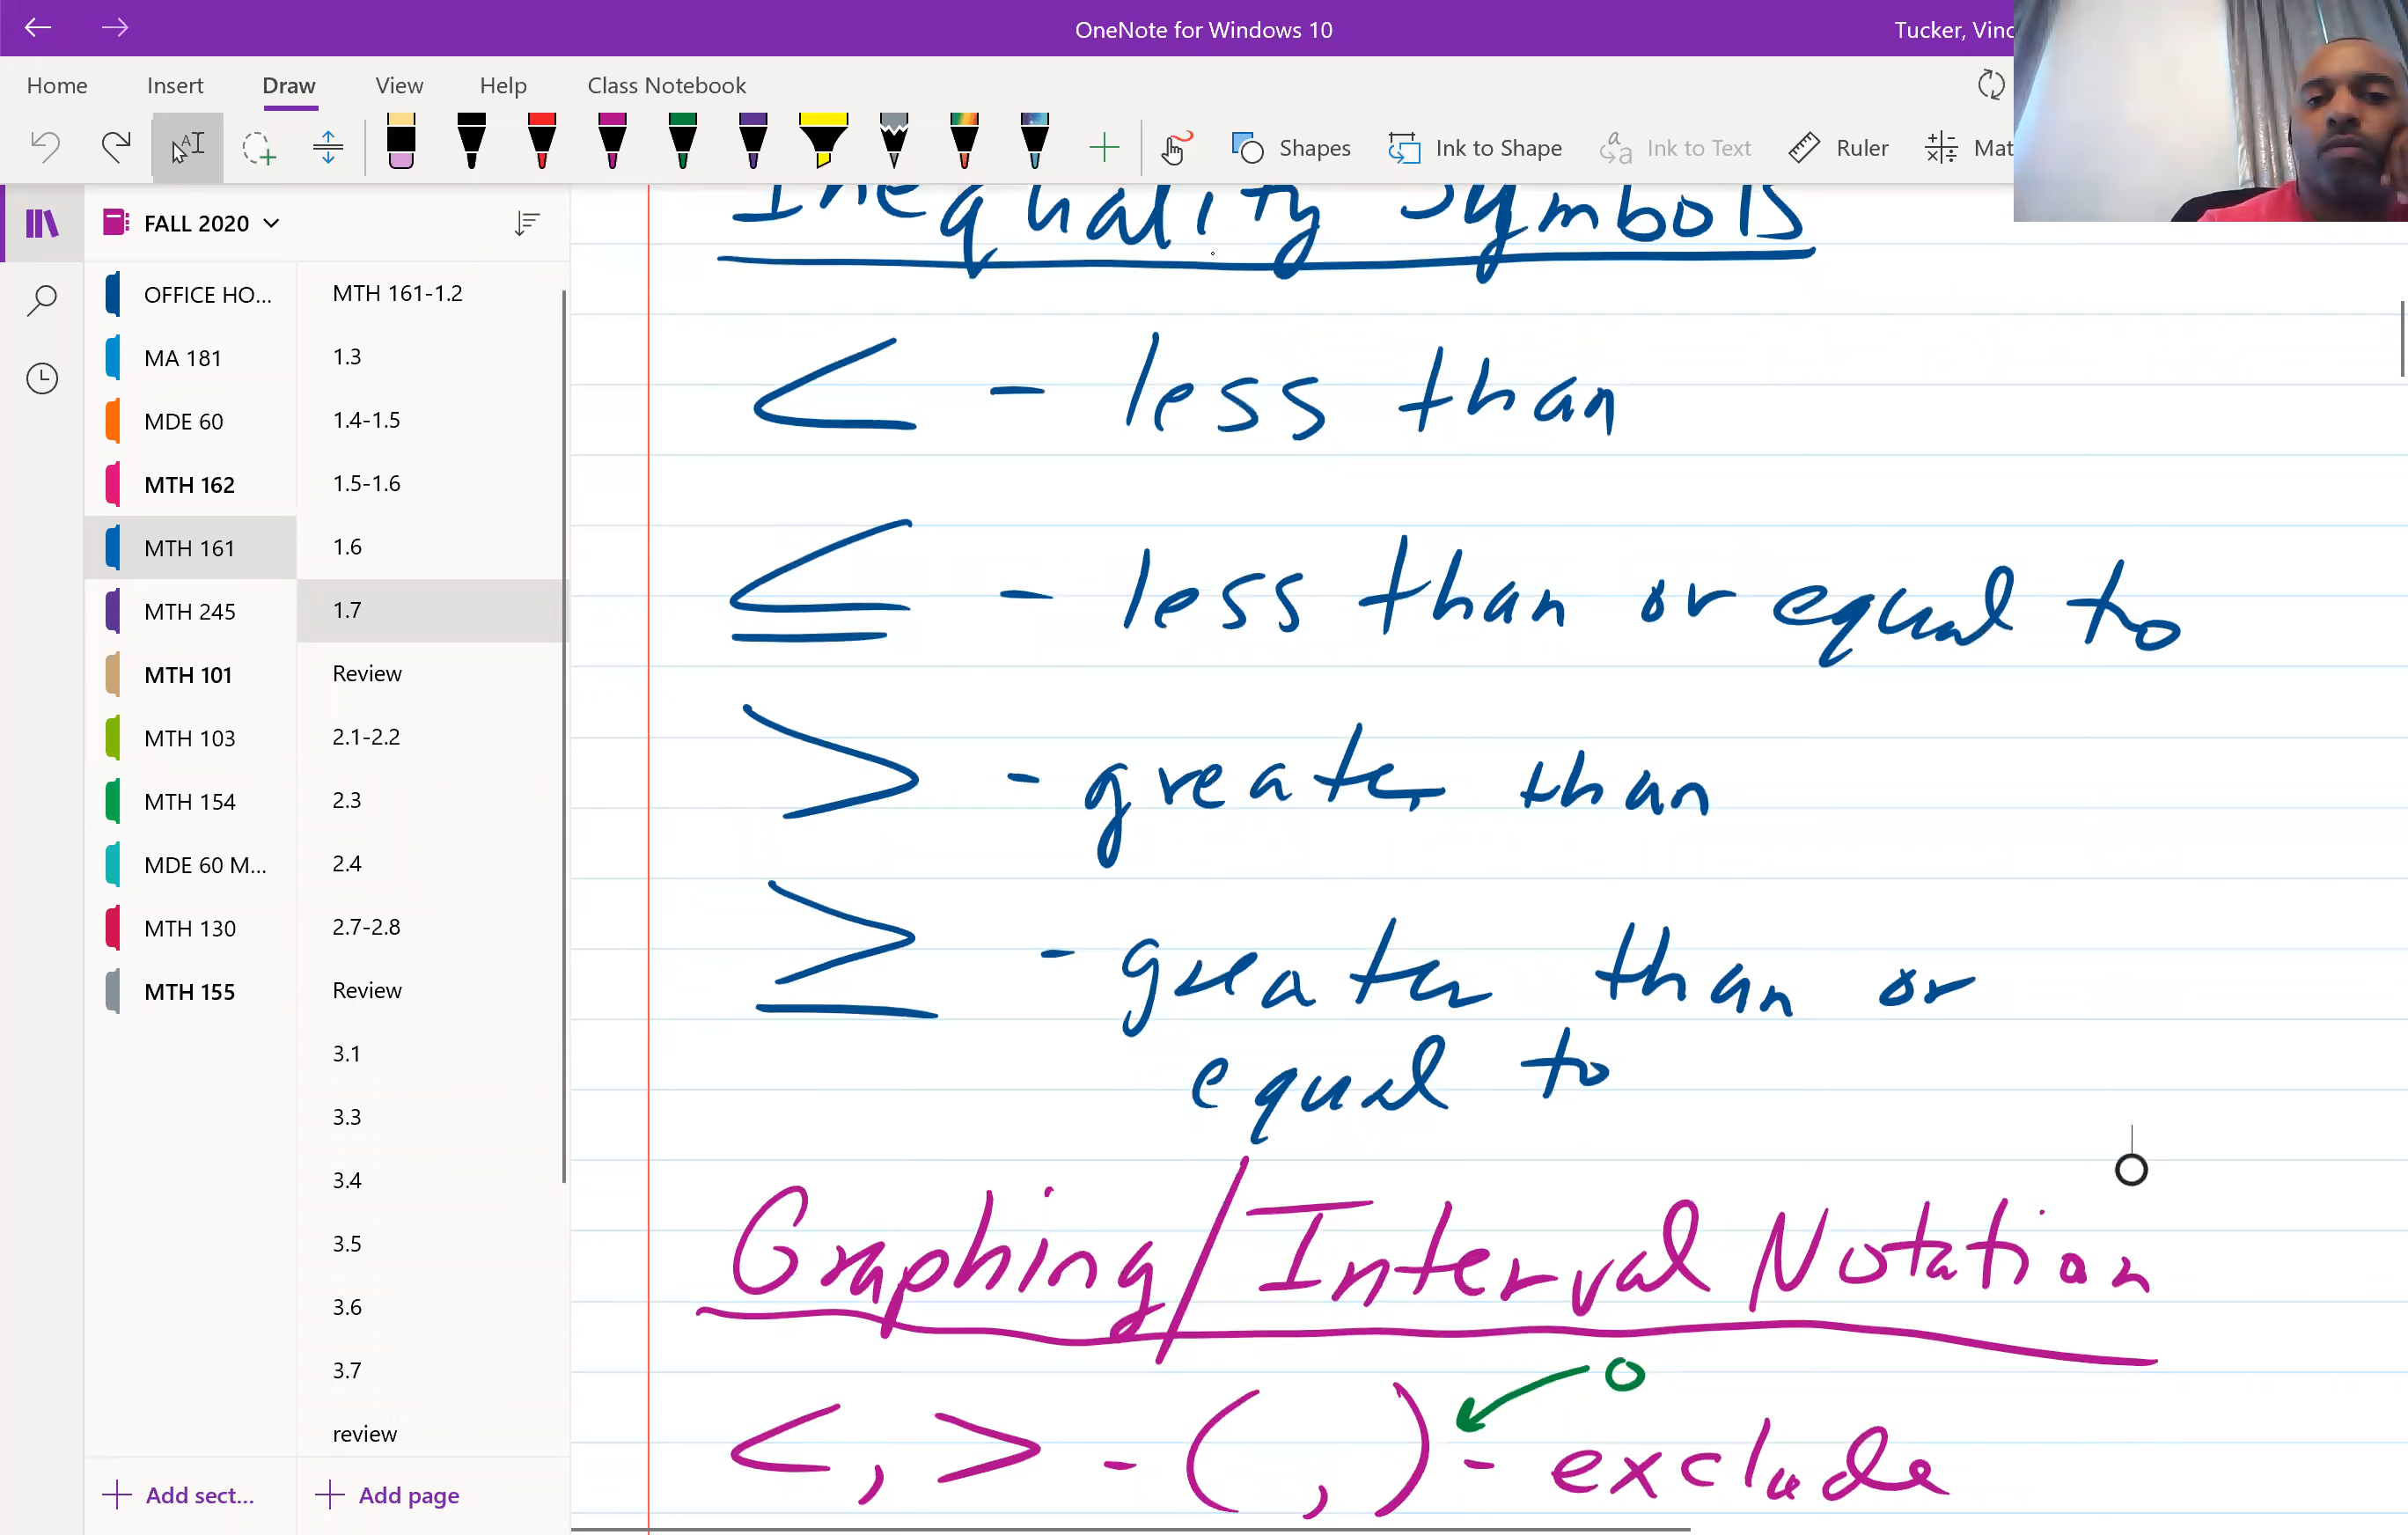 OneNote for Windows 10
Tucker, Vinc
Home Insert Draw View Help Class Notebook
Shapes Ink to Shape Ink to Text Ruler Mat
FALL 2020
OFFICE HO...
MA 181
MDE 60
MTH 162
MTH 161
MTH 245
MTH 101
MTH 103
MTH 154
MDE 60 M...
MTH 130
MTH 155
Add sect...
MTH 161-1.2
1.3
1.4-1.5
1.5-1.6
1.6
1.7
Review
2.1-2.2
2.3
2.4
2.7-2.8
Review
3.1
3.3
3.4
3.5
3.6
3.7
review
Add page
Inequality Symbols
< - less than
≤ - less than or equal to
> - greater than
≥ - greater than or
equal to
Graphing/Interval Notation
<, > - ( , ) - exclude